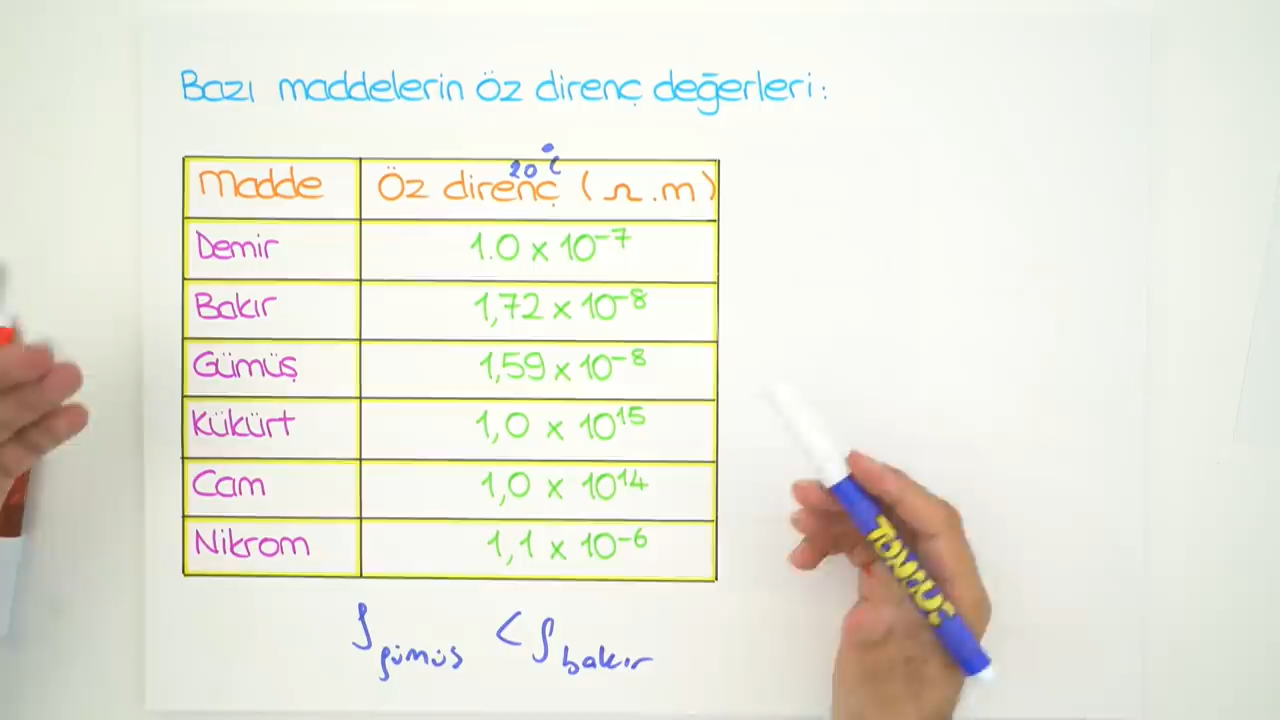 Bazı maddelerin öz direnç değerleri:
20 °C
Madde Öz direnç (Ω.m)
Demir 1.0 x 10⁻⁷
Bakır 1,72 x 10⁻⁸
Gümüş 1,59 x 10⁻⁸
Kükürt 1,0 x 10¹⁵
Cam 1,0 x 10¹⁴
Nikrom 1,1 x 10⁻⁶
ρgümüş < ρbakır
TONGUÇ